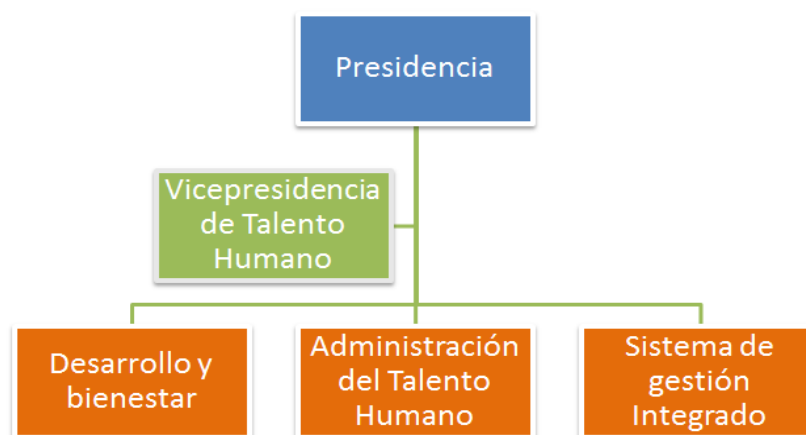 Presidencia
Vicepresidencia
de Talento
Humano
Desarrollo y
bienestar
Administración
del Talento
Humano
Sistema de
gestión
Integrado